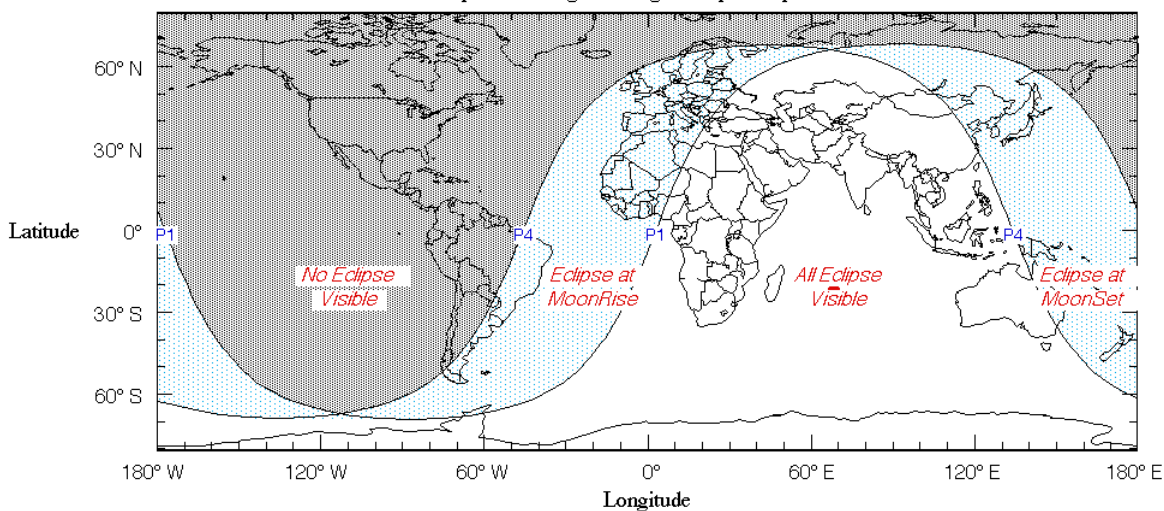 60° N
30° N
Latitude 0°
30° S
60° S
P1 P4 P1 P4
No Eclipse
Visible
Eclipse at
MoonRise
All Eclipse
Visible
Eclipse at
MoonSet
180° W 120° W 60° W 0° 60° E 120° E 180° E
Longitude